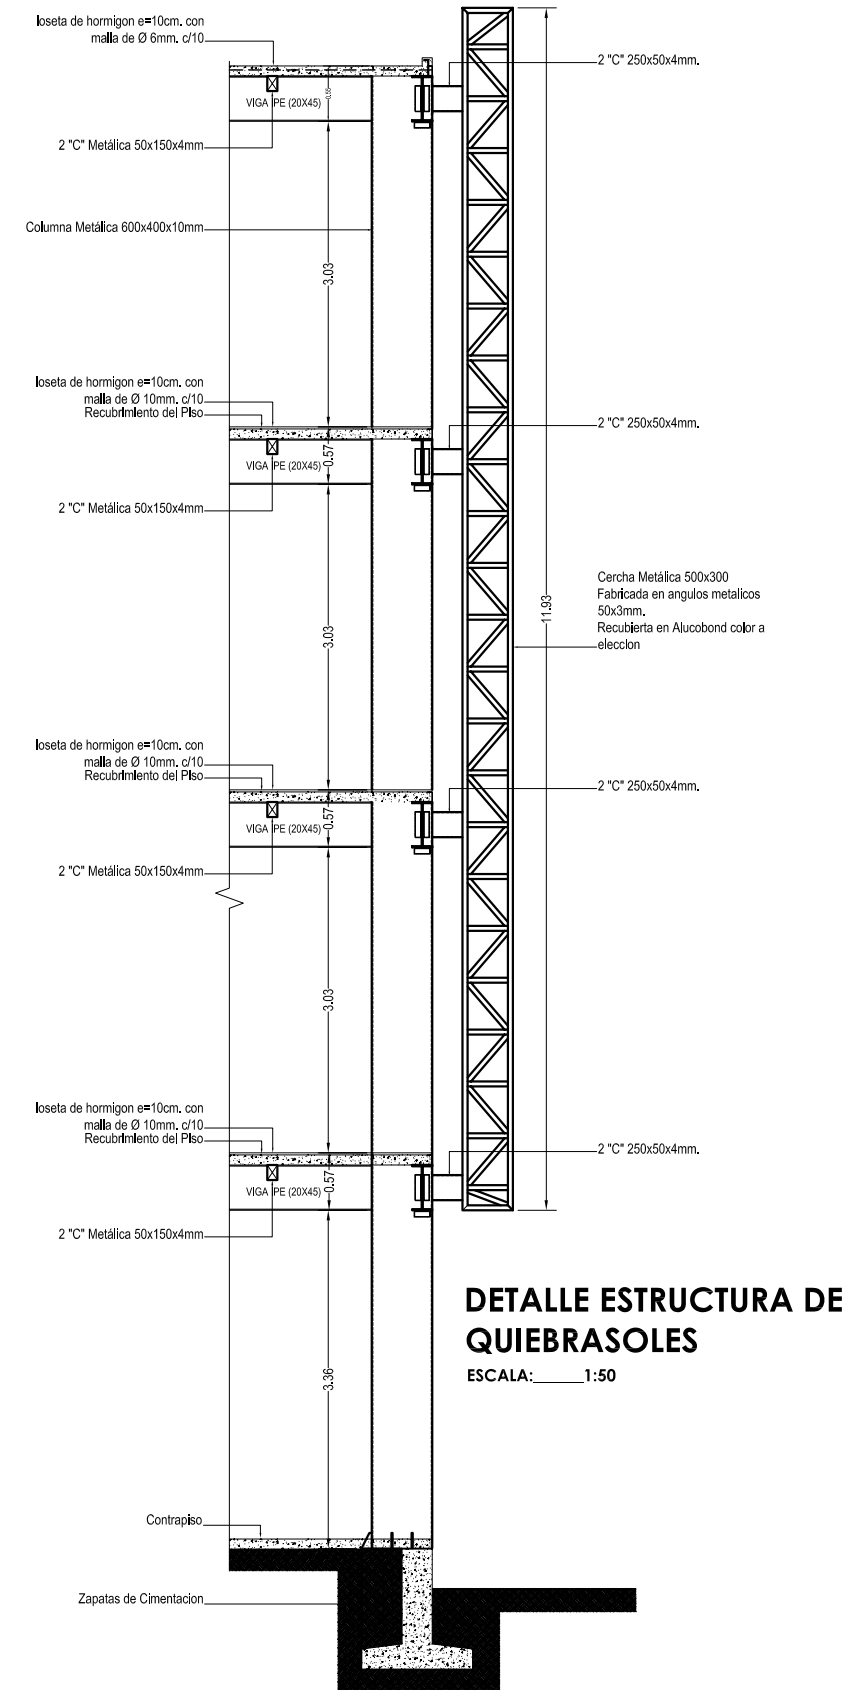 loseta de hormigon e=10cm. con
malla de Ø 6mm. c/10
2 "C" 250x50x4mm.
VIGA IPE (20X45)
0.55
2 "C" Metálica 50x150x4mm
Columna Metálica 600x400x10mm
3.03
loseta de hormigon e=10cm. con
malla de Ø 10mm. c/10
Recubrimiento del Piso
2 "C" 250x50x4mm.
VIGA IPE (20X45)
0.57
2 "C" Metálica 50x150x4mm
Cercha Metálica 500x300
Fabricada en angulos metalicos
50x3mm.
Recubierta en Alucobond color a
eleccion
11.93
3.03
loseta de hormigon e=10cm. con
malla de Ø 10mm. c/10
Recubrimiento del Piso
2 "C" 250x50x4mm.
VIGA IPE (20X45)
0.57
2 "C" Metálica 50x150x4mm
3.03
loseta de hormigon e=10cm. con
malla de Ø 10mm. c/10
Recubrimiento del Piso
2 "C" 250x50x4mm.
VIGA IPE (20X45)
0.57
2 "C" Metálica 50x150x4mm
DETALLE ESTRUCTURA DE
QUIEBRASOLES
ESCALA:______1:50
3.36
Contrapiso
Zapatas de Cimentacion